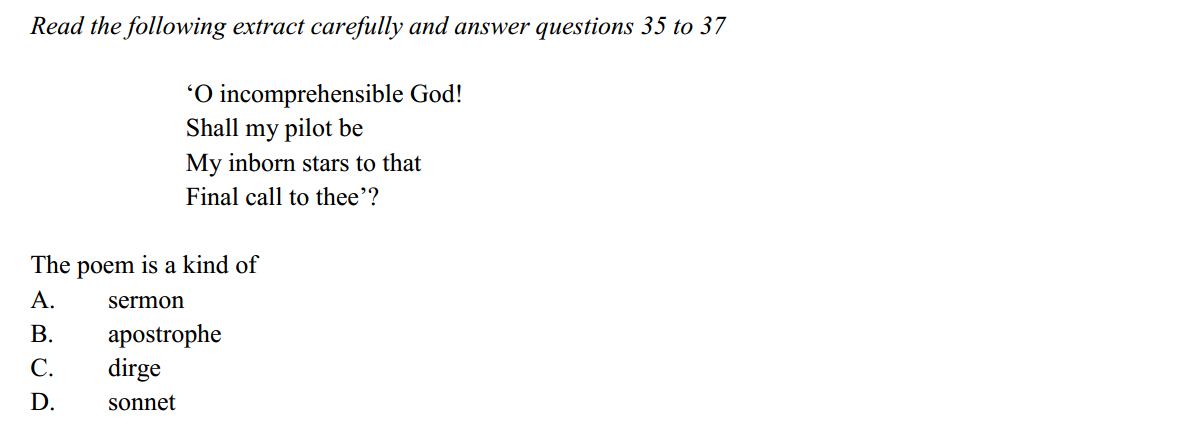 Read the following extract carefully and answer questions 35 to 37
‘O incomprehensible God!
Shall my pilot be
My inborn stars to that
Final call to thee’?
The poem is a kind of
A. sermon
B. apostrophe
C. dirge
D. sonnet